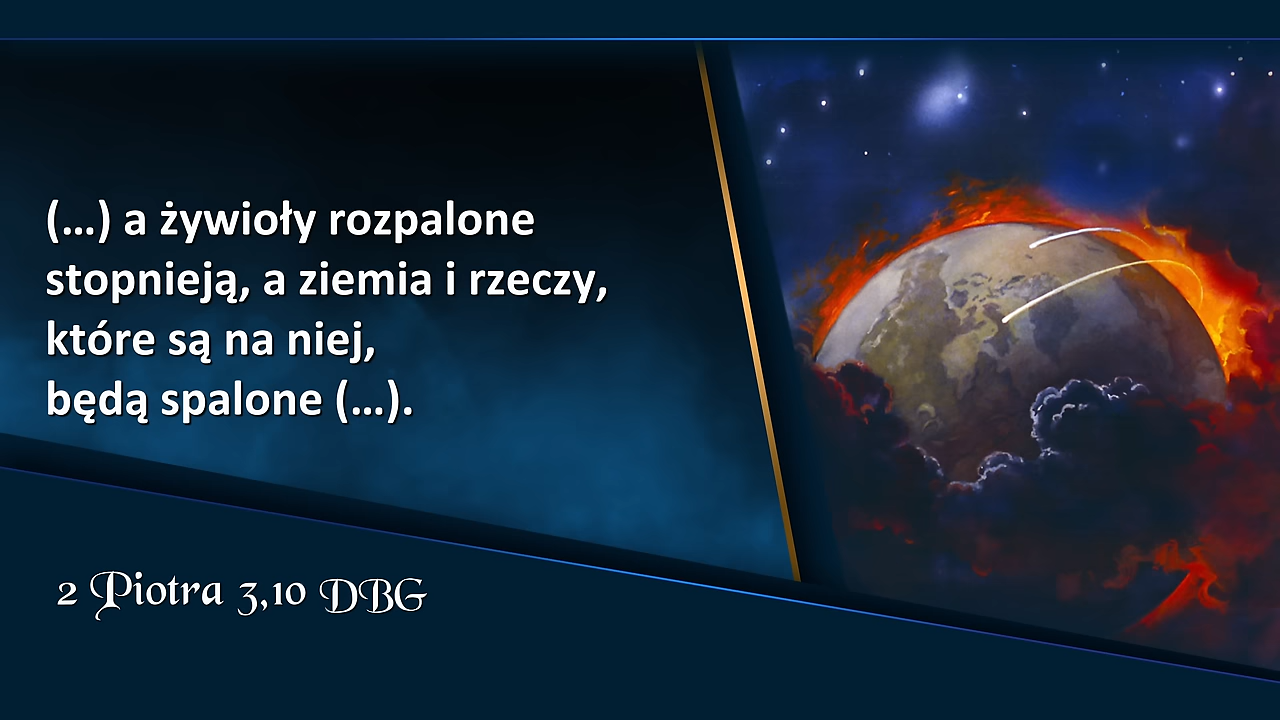 (...) a żywioły rozpalone
stopnieją, a ziemia i rzeczy,
które są na niej,
będą spalone (...).
2 Piotra 3,10 DBG